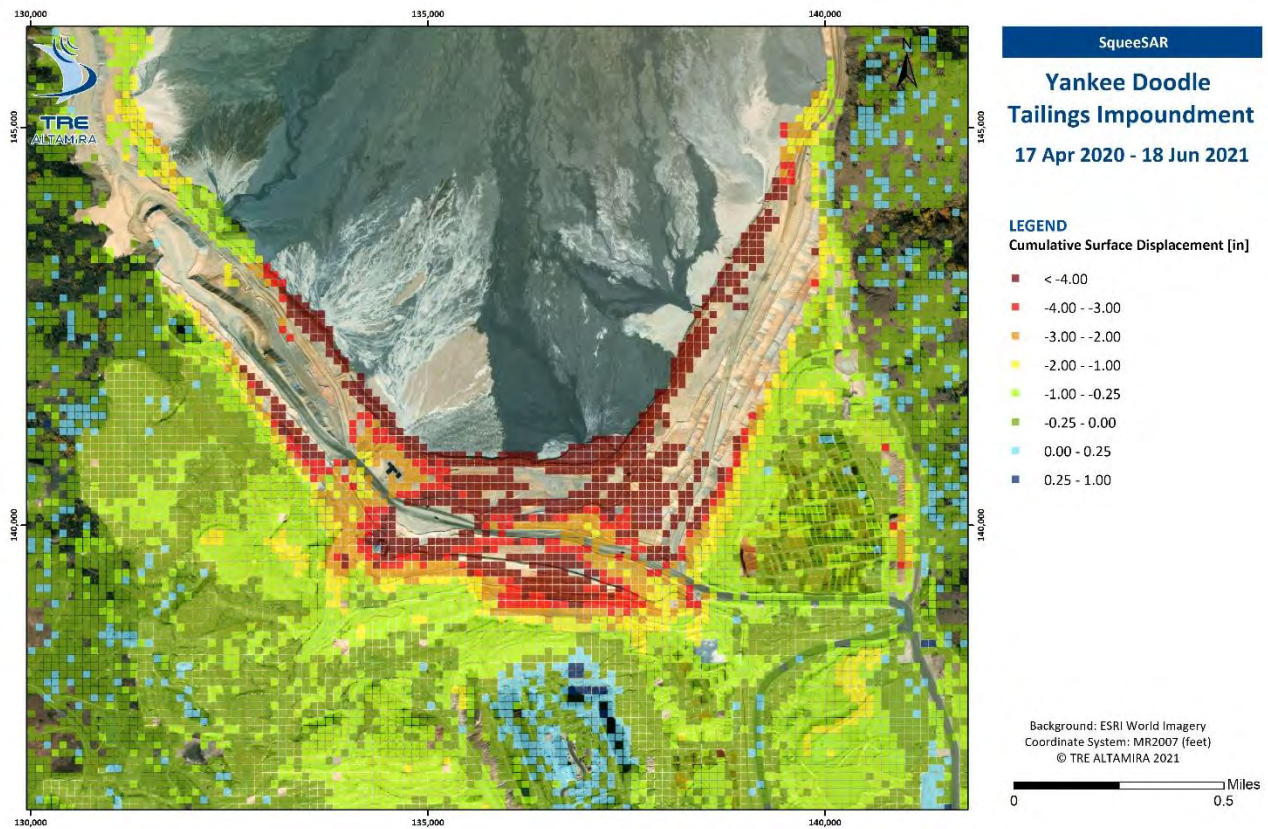 130,000
135,000
140,000
N
TRE
ALTAMIRA
145,000
145,000
140,000
140,000
130,000
135,000
140,000
SqueeSAR
Yankee Doodle
Tailings Impoundment
17 Apr 2020 - 18 Jun 2021
LEGEND
Cumulative Surface Displacement [in]
< -4.00
-4.00 - -3.00
-3.00 - -2.00
-2.00 - -1.00
-1.00 - -0.25
-0.25 - 0.00
0.00 - 0.25
0.25 - 1.00
Background: ESRI World Imagery
Coordinate System: MR2007 (feet)
© TRE ALTAMIRA 2021
Miles
0
0.5